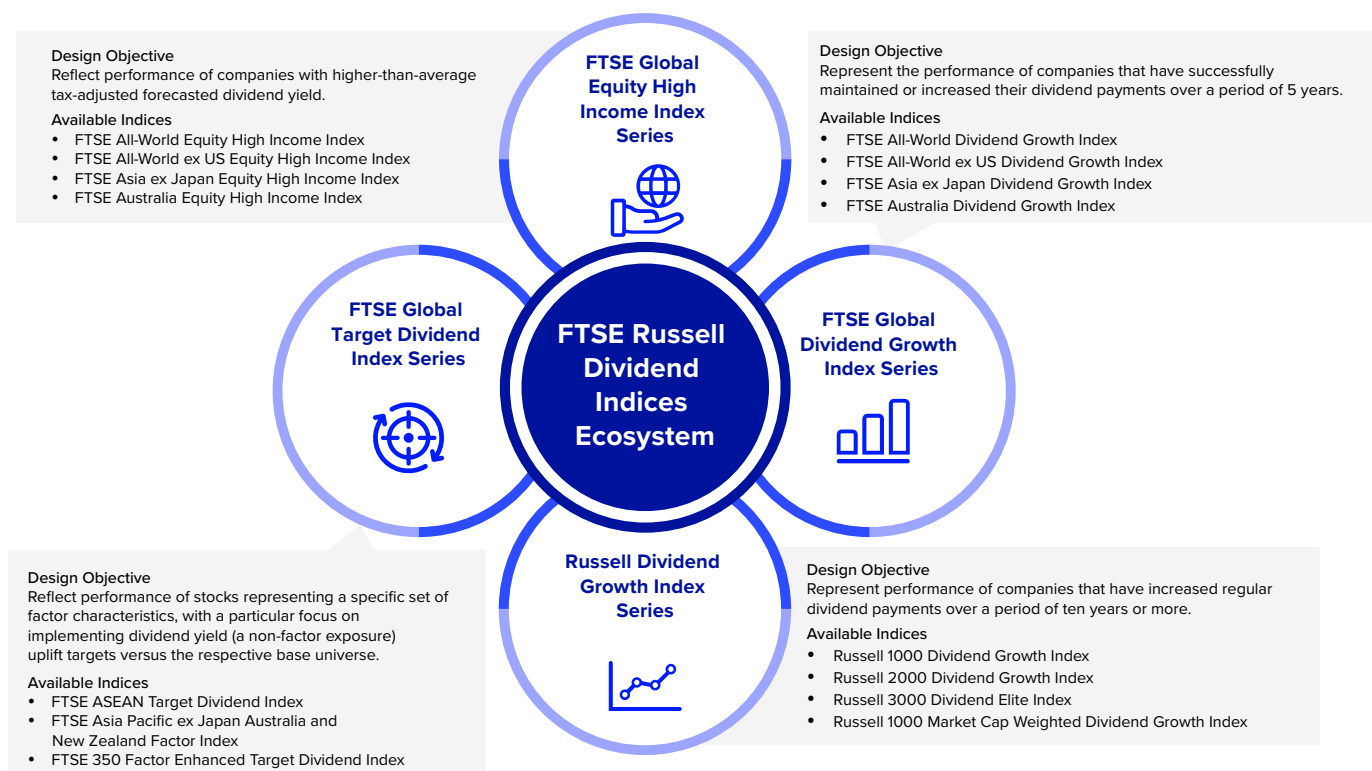 Design Objective
Reflect performance of companies with higher-than-average
tax-adjusted forecasted dividend yield.
Available Indices
• FTSE All-World Equity High Income Index
• FTSE All-World ex US Equity High Income Index
• FTSE Asia ex Japan Equity High Income Index
• FTSE Australia Equity High Income Index
FTSE Global
Equity High
Income Index
Series
Design Objective
Represent the performance of companies that have successfully
maintained or increased their dividend payments over a period of 5 years.
Available Indices
• FTSE All-World Dividend Growth Index
• FTSE All-World ex US Dividend Growth Index
• FTSE Asia ex Japan Dividend Growth Index
• FTSE Australia Dividend Growth Index
FTSE Global
Target Dividend
Index Series
FTSE Russell
Dividend
Indices
Ecosystem
FTSE Global
Dividend Growth
Index Series
Design Objective
Reflect performance of stocks representing a specific set of
factor characteristics, with a particular focus on
implementing dividend yield (a non-factor exposure)
uplift targets versus the respective base universe.
Available Indices
• FTSE ASEAN Target Dividend Index
• FTSE Asia Pacific ex Japan Australia and
New Zealand Factor Index
• FTSE 350 Factor Enhanced Target Dividend Index
Russell Dividend
Growth Index
Series
Design Objective
Represent performance of companies that have increased regular
dividend payments over a period of ten years or more.
Available Indices
• Russell 1000 Dividend Growth Index
• Russell 2000 Dividend Growth Index
• Russell 3000 Dividend Elite Index
• Russell 1000 Market Cap Weighted Dividend Growth Index